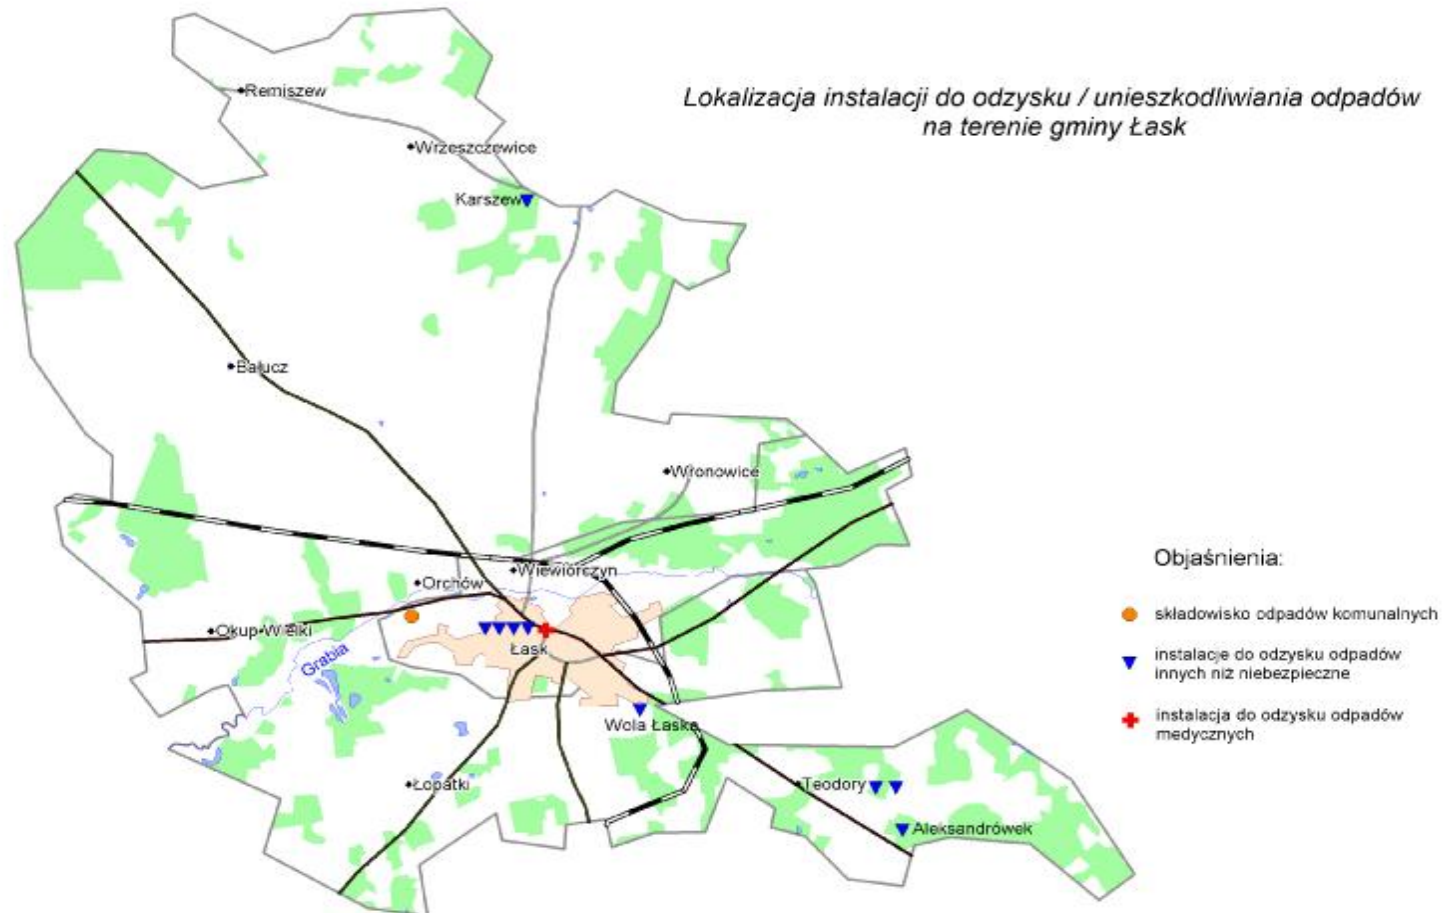 Lokalizacja instalacji do odzysku / unieszkodliwiania odpadów
na terenie gminy Łask
Remiszew
Wrzeszczewice
Karszew
Bałucz
Wronowice
Wiewiórczyn
Orchów
Okup Wielki
Grabia
Łask
Wola Łaska
Łopatki
Teodory
Aleksandrówek
Objaśnienia:
składowisko odpadów komunalnych
instalacje do odzysku odpadów
innych niż niebezpieczne
instalacja do odzysku odpadów
medycznych